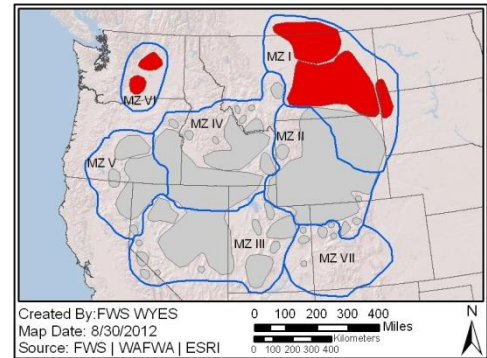 MZ I
MZ VI
MZ IV
MZ II
MZ V
MZ III
MZ VII
Created By:FWS WYES
Map Date: 8/30/2012
Source: FWS | WAFWA | ESRI
0 100 200 300 400
Miles
Kilometers
0 100 200 300 400
N